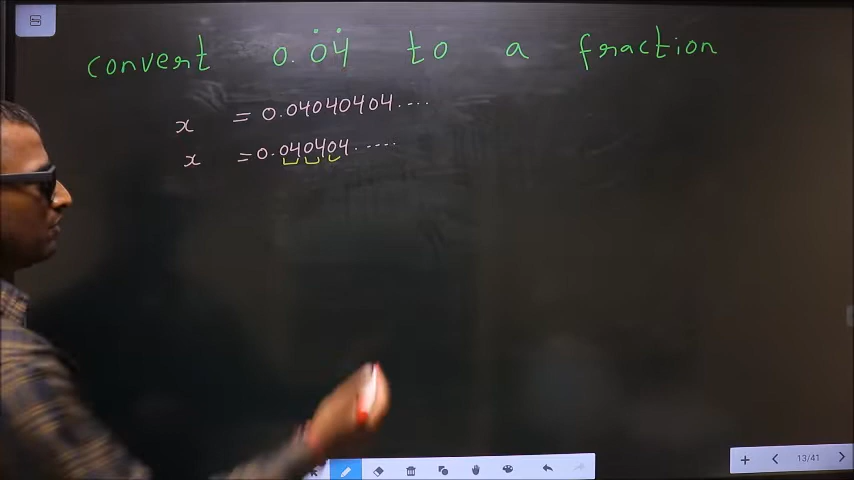 convert 0.0̇4̇ to a fraction
x = 0.04040404....
x = 0.040404......
13/41